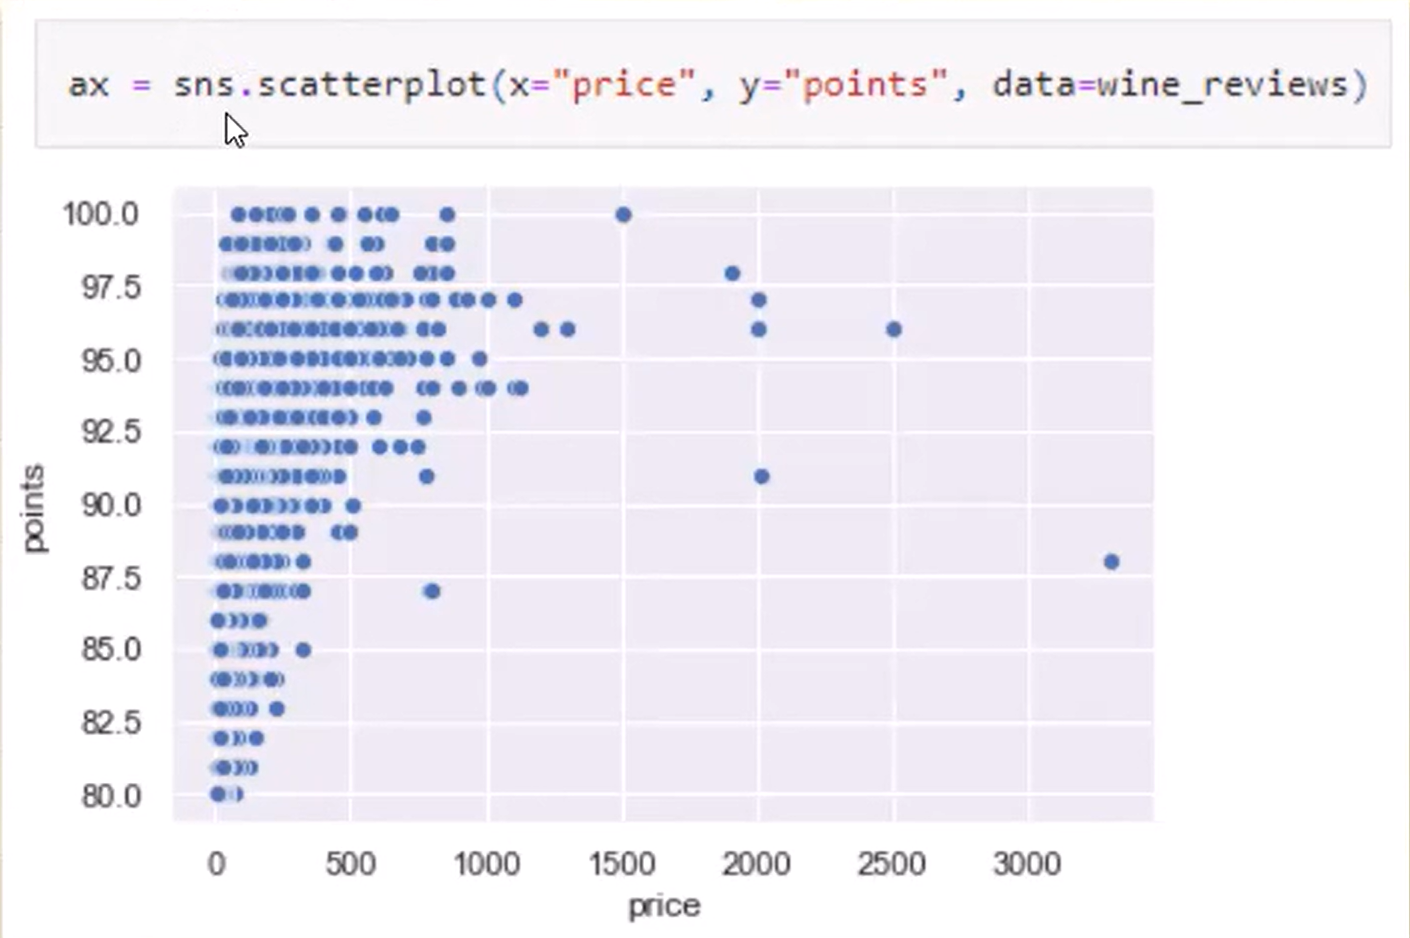 ax = sns.scatterplot(x="price", y="points", data=wine_reviews)
100.0
97.5
95.0
92.5
90.0
87.5
85.0
82.5
80.0
points
0 500 1000 1500 2000 2500 3000
price